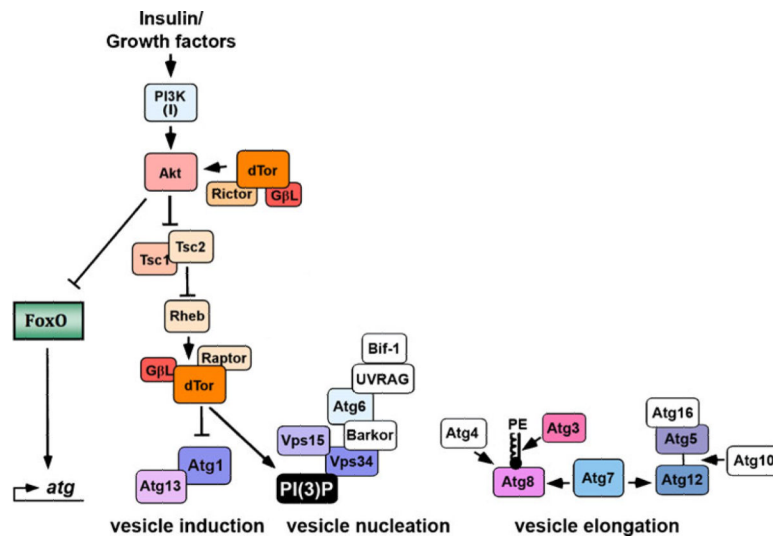 Insulin/
Growth factors
PI3K
(I)
Akt
dTor
Rictor
GβL
Tsc2
Tsc1
FoxO
Rheb
Raptor
GβL
dTor
Bif-1
UVRAG
Atg6
Barkor
Vps15
Vps34
PI(3)P
Atg1
Atg13
atg
PE
Atg3
Atg4
Atg8
Atg7
Atg16
Atg5
Atg10
Atg12
vesicle induction
vesicle nucleation
vesicle elongation